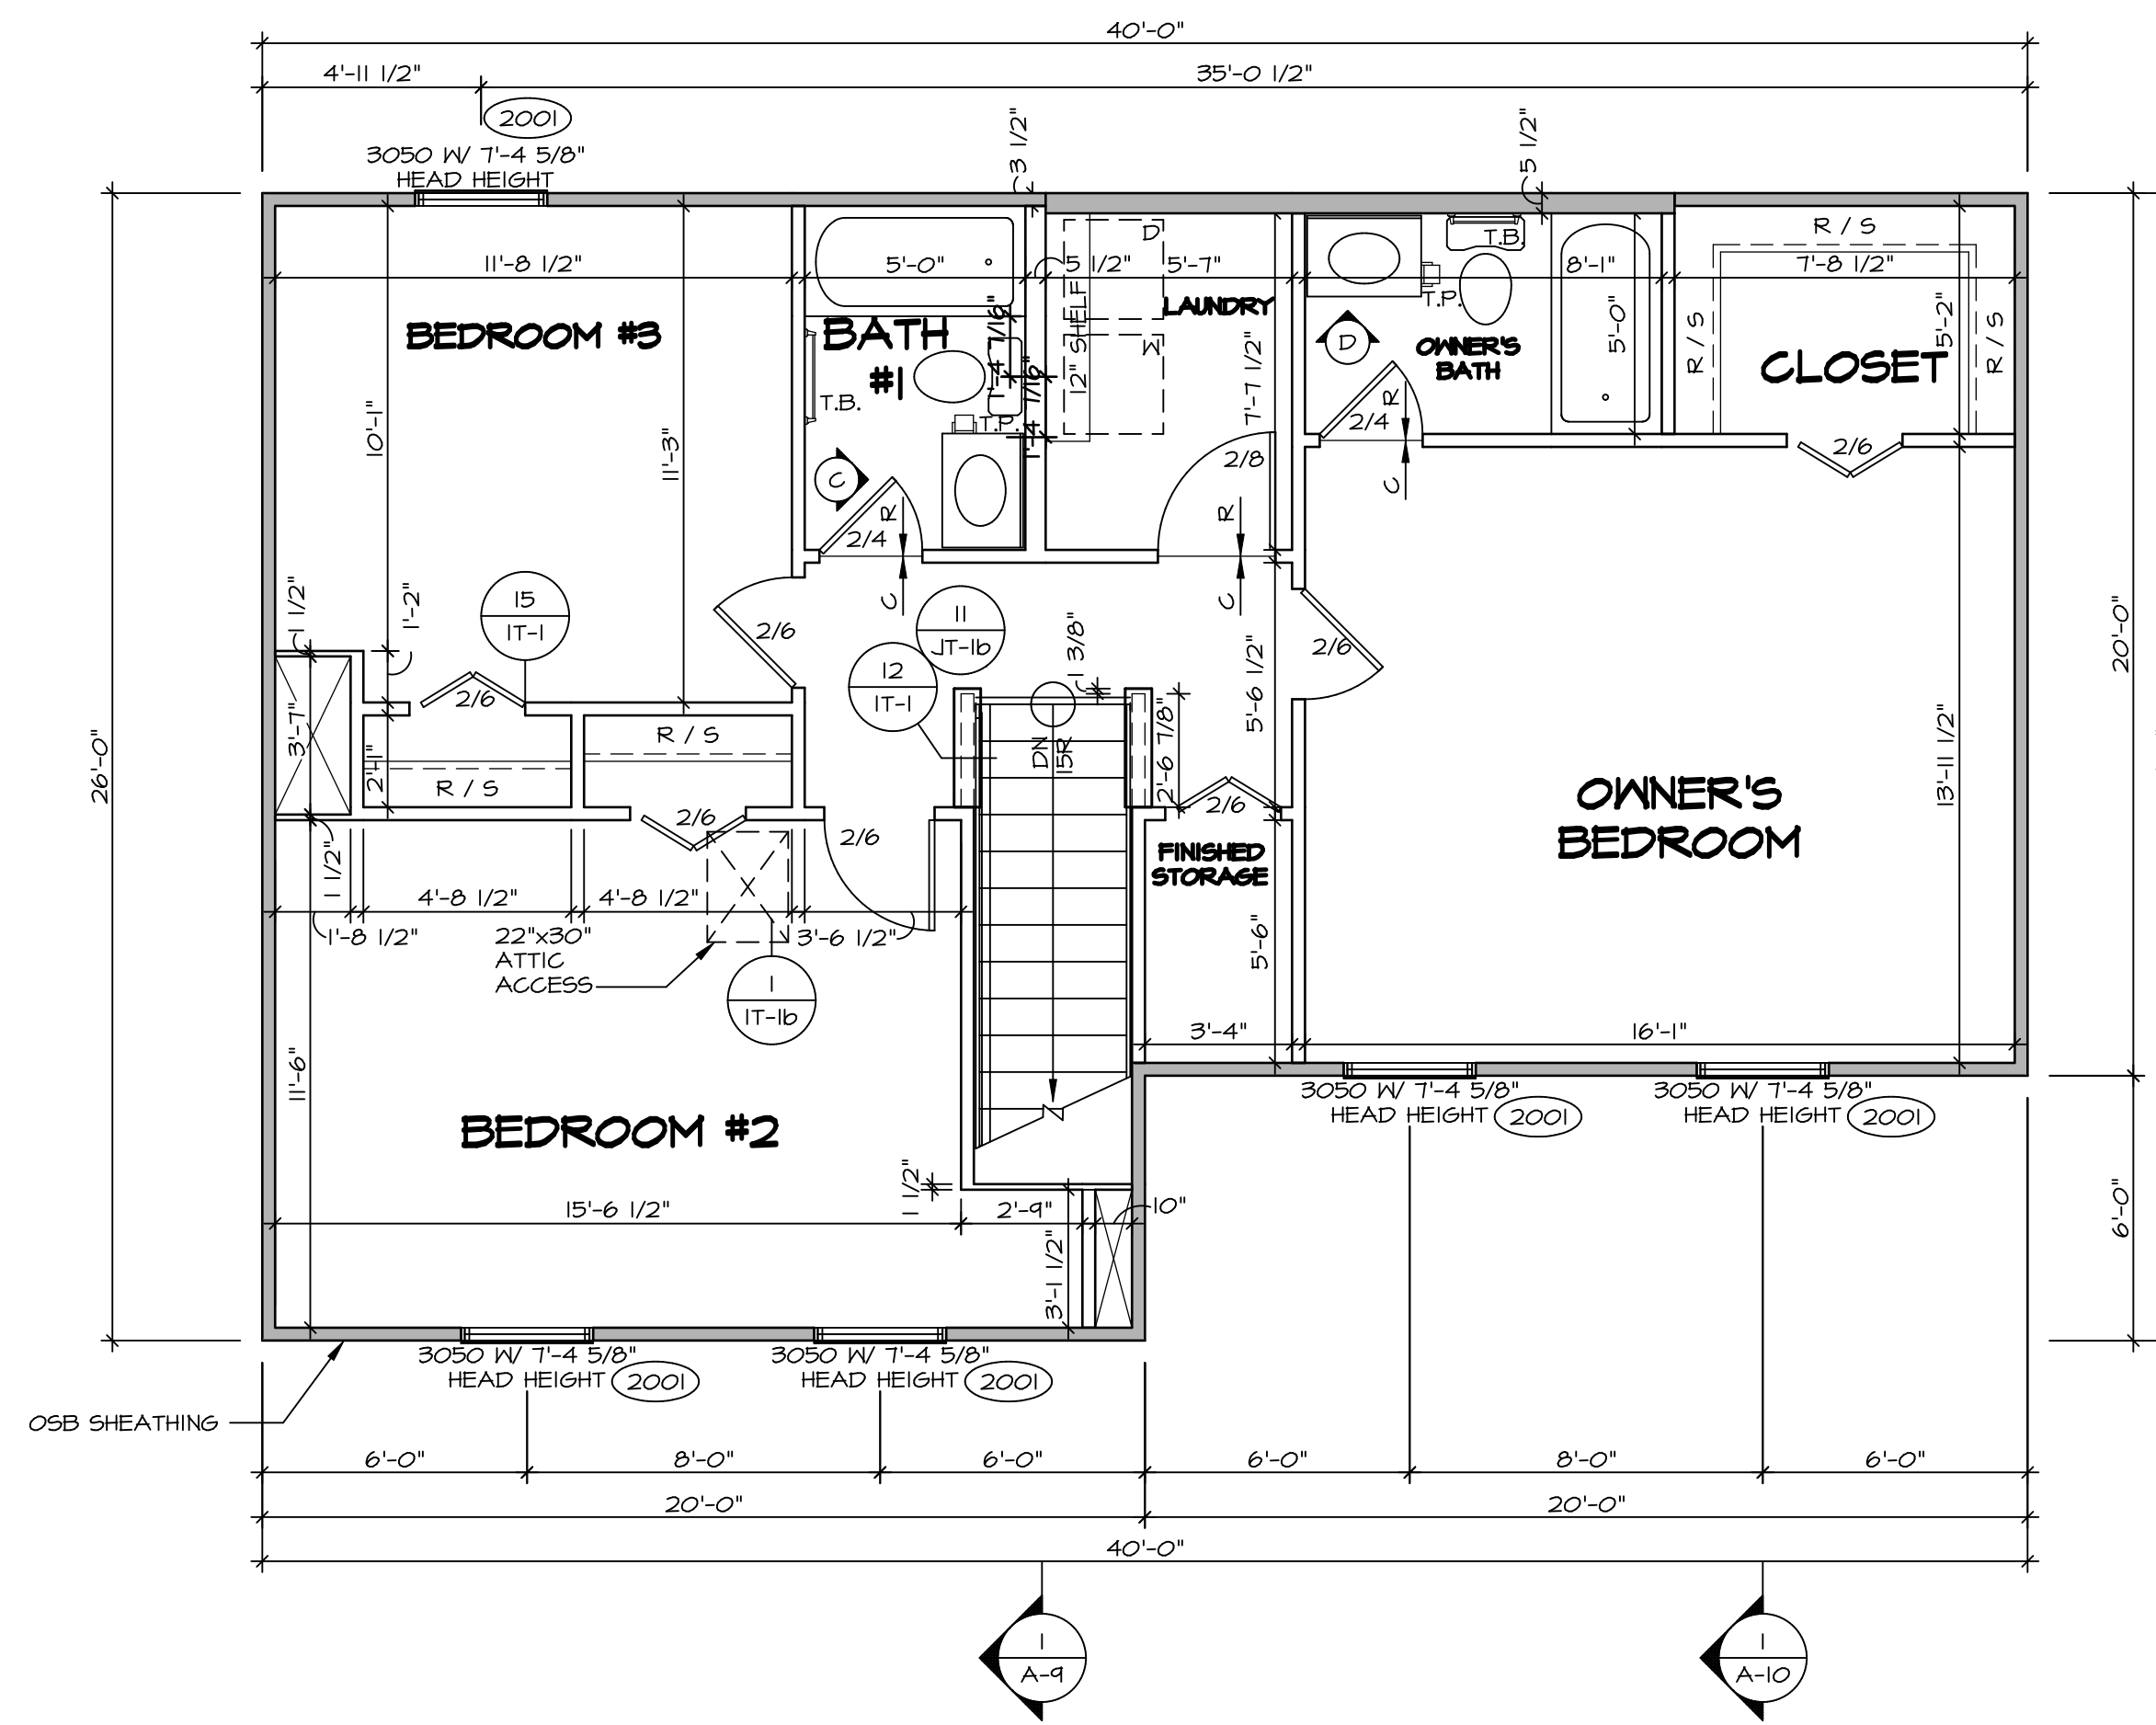 40'-0"
4'-11 1/2"
35'-0 1/2"
2001
3050 W/ 7'-4 5/8"
HEAD HEIGHT
3 1/2"
5 1/2"
D
T.B.
R / S
11'-8 1/2"
5'-0"
5 1/2"
5'-7"
8'-1"
7'-8 1/2"
T.P.
LAUNDRY
BEDROOM #3
BATH
#1
1'-4 7/16"
1'-4 7/16"
12" SHELF
W
7'-7 1/2"
D
OWNER'S
BATH
5'-0"
R / S
CLOSET
5'-2"
R / S
T.B.
T.P.
10'-1"
11'-3"
2/4
R
C
2/6
2/8
C
2/4
R
C
R
C
1 1/2"
1'-2"
15
1T-1
2/6
11
JT-1b
12
1T-1
1 3/8"
5'-6 1/2"
2/6
20'-0"
26'-0"
3'-7"
2'-1"
2/6
R / S
R / S
DN
15R
2'-6 7/8"
2/6
13'-11 1/2"
OWNER'S
BEDROOM
2/6
2/6
FINISHED
STORAGE
1 1/2"
4'-8 1/2"
4'-8 1/2"
1'-8 1/2"
3'-6 1/2"
22"x30"
ATTIC
ACCESS
1
1T-1b
5'-6"
3'-4"
16'-1"
11'-6"
3050 W/ 7'-4 5/8"
HEAD HEIGHT
2001
3050 W/ 7'-4 5/8"
HEAD HEIGHT
2001
BEDROOM #2
1 1/2"
15'-6 1/2"
2'-9"
10"
3'-1 1/2"
6'-0"
3050 W/ 7'-4 5/8"
HEAD HEIGHT
2001
3050 W/ 7'-4 5/8"
HEAD HEIGHT
2001
OSB SHEATHING
6'-0"
8'-0"
6'-0"
6'-0"
8'-0"
6'-0"
20'-0"
20'-0"
40'-0"
1
A-9
1
A-10